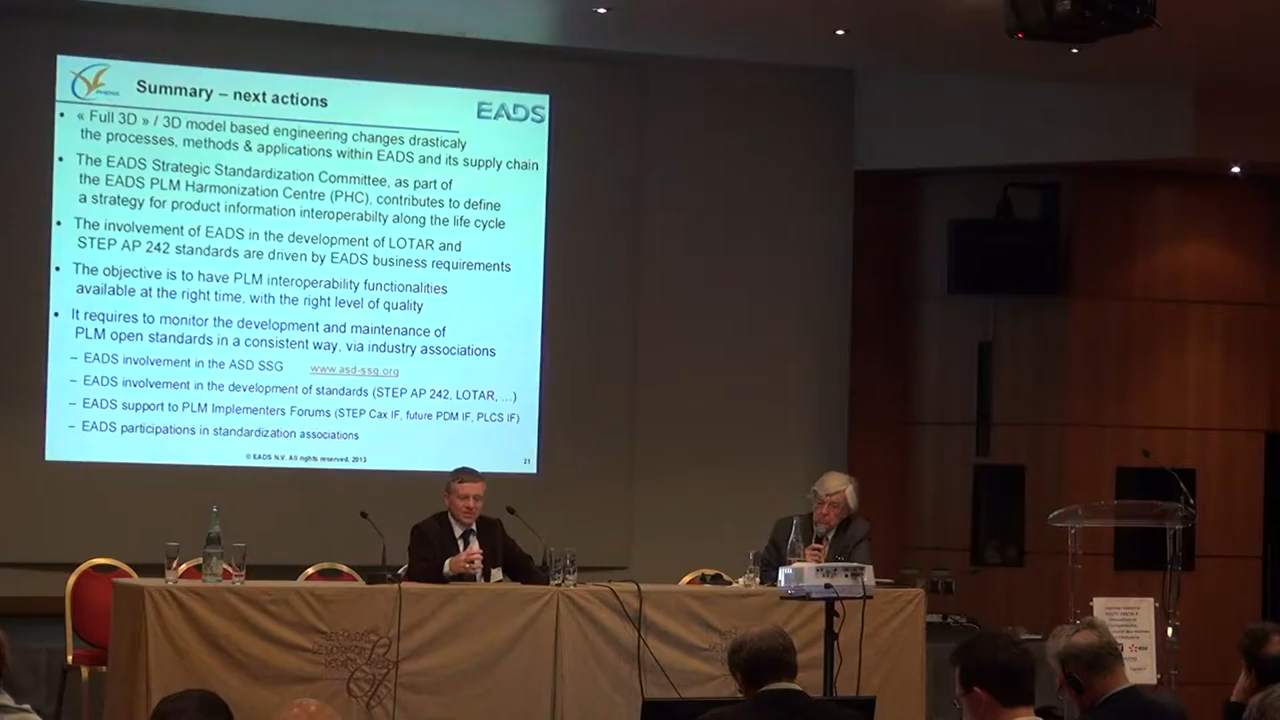 Summary – next actions
EADS
• « Full 3D » / 3D model based engineering changes drasticaly
the processes, methods & applications within EADS and its supply chain
• The EADS Strategic Standardization Committee, as part of
the EADS PLM Harmonization Centre (PHC), contributes to define
a strategy for product information interoperabilty along the life cycle
• The involvement of EADS in the development of LOTAR and
STEP AP 242 standards are driven by EADS business requirements
• The objective is to have PLM interoperability functionalities
available at the right time, with the right level of quality
• It requires to monitor the development and maintenance of
PLM open standards in a consistent way, via industry associations
– EADS involvement in the ASD SSG www.asd-ssg.org
– EADS involvement in the development of standards (STEP AP 242, LOTAR, ...)
– EADS support to PLM Implementers Forums (STEP Cax IF, future PDM IF, PLCS IF)
– EADS participations in standardization associations
© EADS N.V. All rights reserved, 2013
21